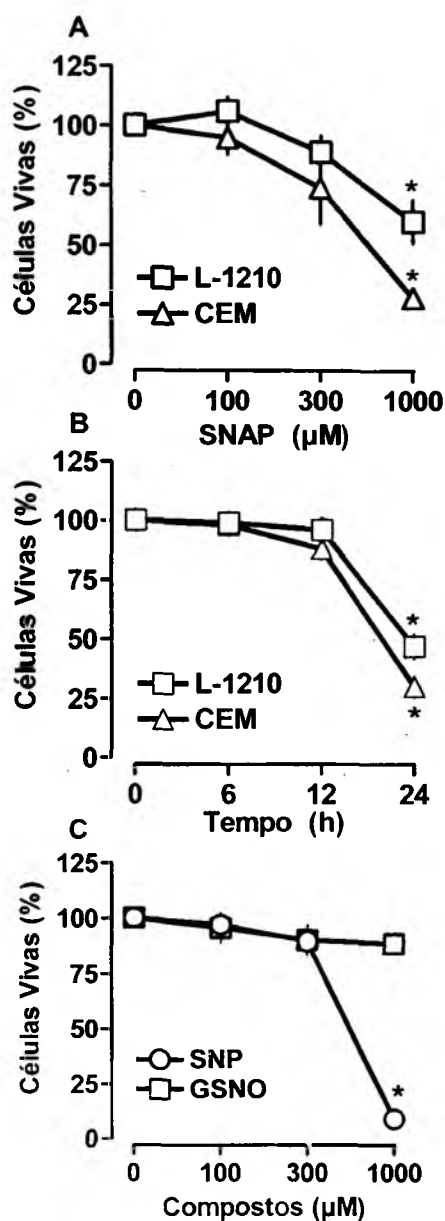 A
Células Vivas (%)
125
100
75
50
25
0
L-1210
CEM
*
*
0 100 300 1000
SNAP (µM)
B
Células Vivas (%)
125
100
75
50
25
0
L-1210
CEM
*
*
0 6 12 24
Tempo (h)
C
Células Vivas (%)
125
100
75
50
25
0
SNP
GSNO
*
0 100 300 1000
Compostos (µM)